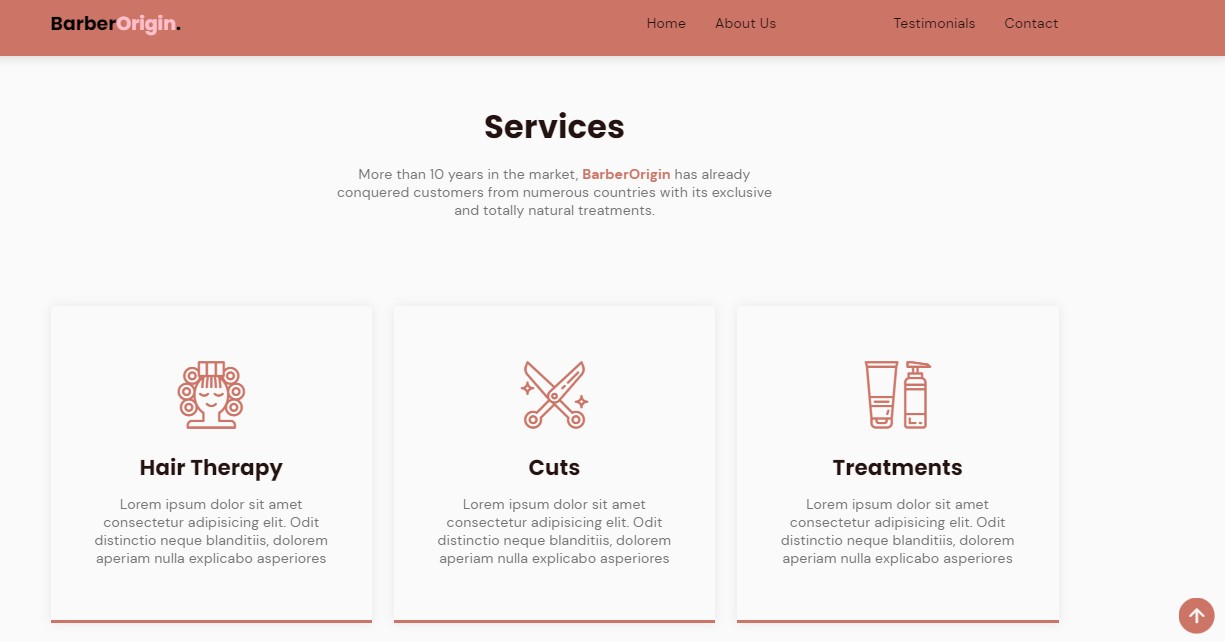 BarberOrigin.
Home About Us Testimonials Contact
Services
More than 10 years in the market, BarberOrigin has already
conquered customers from numerous countries with its exclusive
and totally natural treatments.
Hair Therapy
Lorem ipsum dolor sit amet
consectetur adipisicing elit. Odit
distinctio neque blanditiis, dolorem
aperiam nulla explicabo asperiores
Cuts
Lorem ipsum dolor sit amet
consectetur adipisicing elit. Odit
distinctio neque blanditiis, dolorem
aperiam nulla explicabo asperiores
Treatments
Lorem ipsum dolor sit amet
consectetur adipisicing elit. Odit
distinctio neque blanditiis, dolorem
aperiam nulla explicabo asperiores